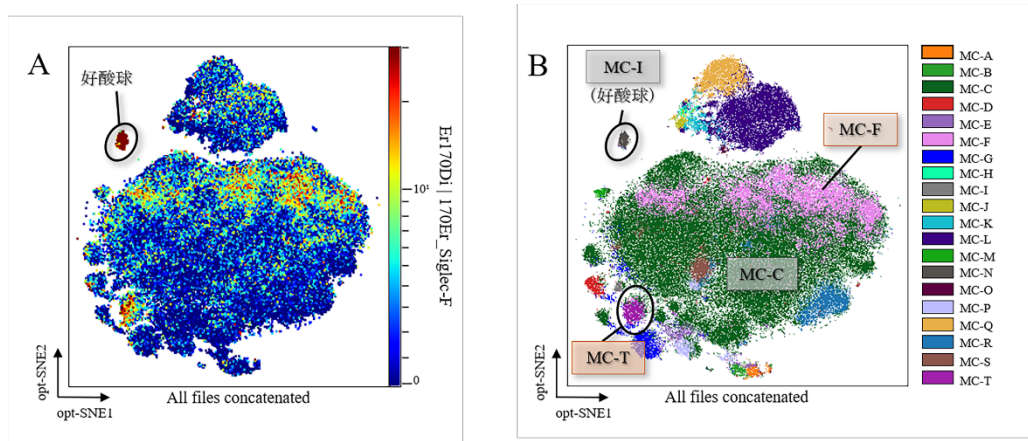 A
好酸球
10¹
0
Er170Di | 170Er_Siglec-F
opt-SNE2
opt-SNE1
All files concatenated
B
MC-I
(好酸球)
MC-F
MC-C
MC-T
opt-SNE2
opt-SNE1
All files concatenated
MC-A
MC-B
MC-C
MC-D
MC-E
MC-F
MC-G
MC-H
MC-I
MC-J
MC-K
MC-L
MC-M
MC-N
MC-O
MC-P
MC-Q
MC-R
MC-S
MC-T